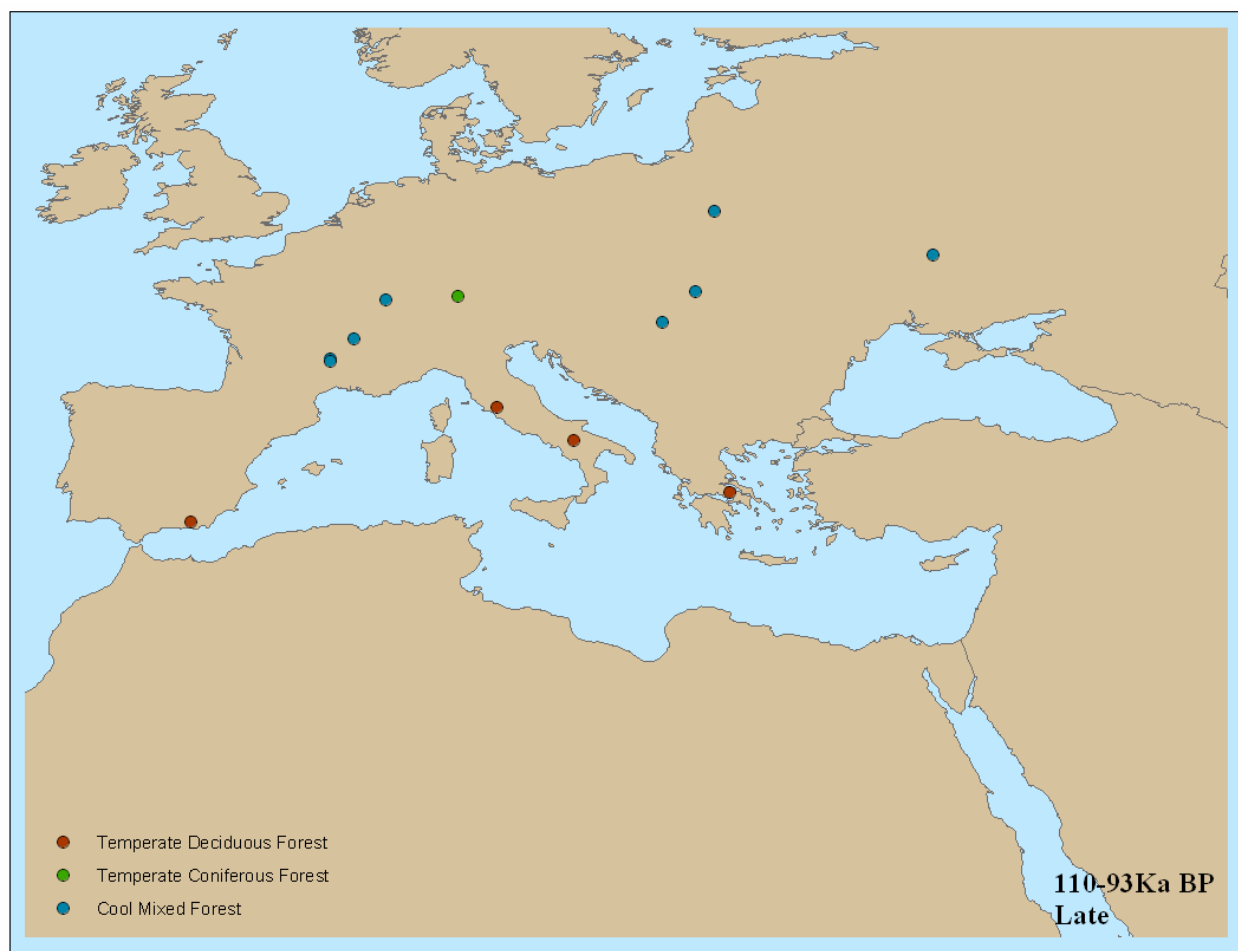 Temperate Deciduous Forest
Temperate Coniferous Forest
Cool Mixed Forest
110-93Ka BP
Late